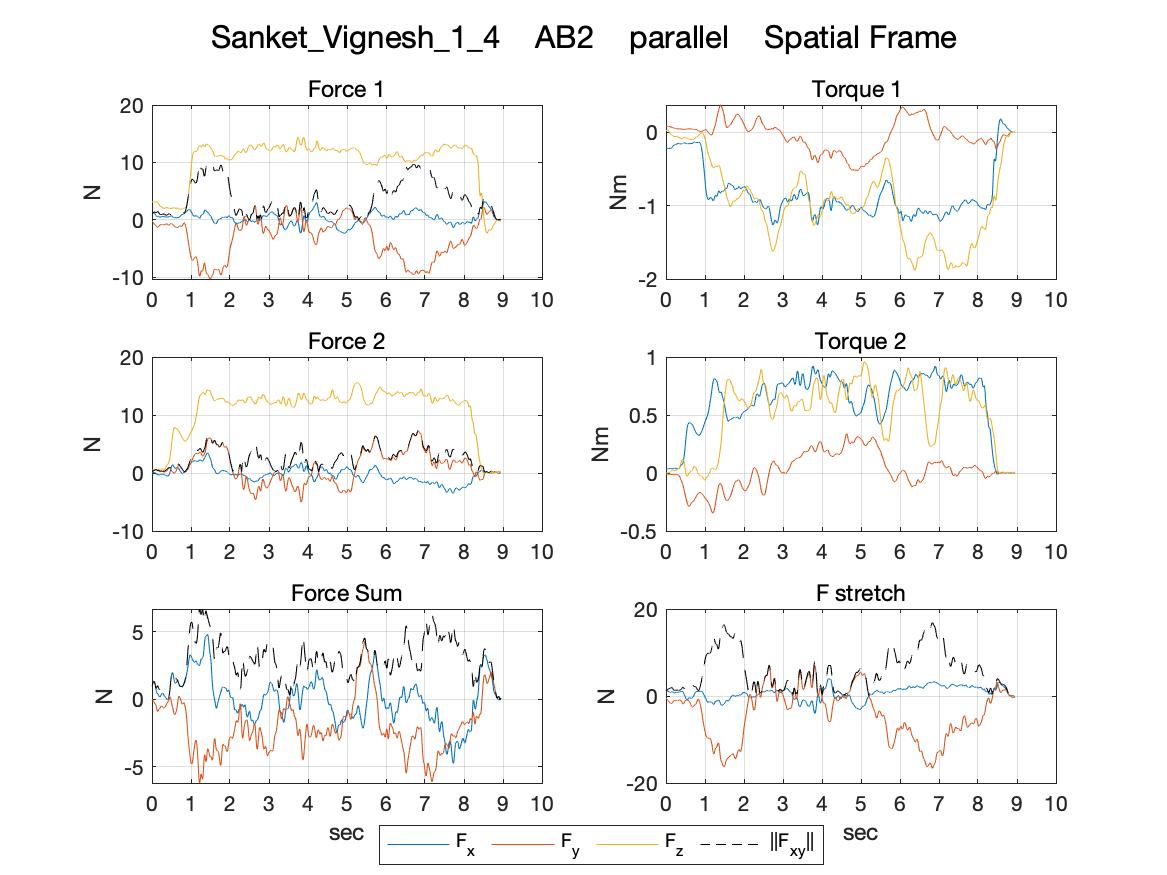 Sanket_Vignesh_1_4 AB2 parallel Spatial Frame
Force 1
20
10
0
-10
N
0 1 2 3 4 5 6 7 8 9 10
Torque 1
0
-1
-2
Nm
0 1 2 3 4 5 6 7 8 9 10
Force 2
20
10
0
-10
N
0 1 2 3 4 5 6 7 8 9 10
Torque 2
1
0.5
0
-0.5
Nm
0 1 2 3 4 5 6 7 8 9 10
Force Sum
5
0
-5
N
0 1 2 3 4 5 6 7 8 9 10
sec
F stretch
20
0
-20
N
0 1 2 3 4 5 6 7 8 9 10
sec
Fx Fy Fz ||Fxy||